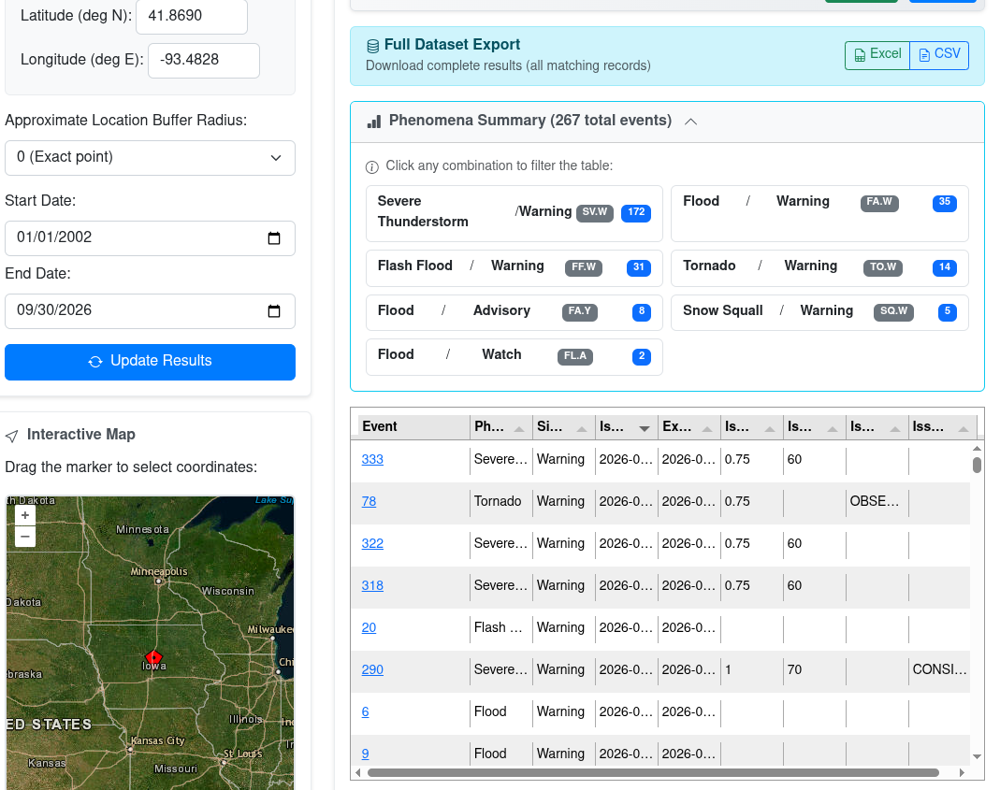 Latitude (deg N): 41.8690
Longitude (deg E): -93.4828
Approximate Location Buffer Radius:
0 (Exact point)
Start Date:
01/01/2002
End Date:
09/30/2026
Update Results
Interactive Map
Drag the marker to select coordinates:
th Dakota
Lake Su
+
−
Minnesota
Minneapolis
Wisconsin
Dakota
Milwauke
Iowa
Chi
ebraska
ED STATES
Illinois
In
Kansas City
St. Louis
Kansas
Missouri
Full Dataset Export
Download complete results (all matching records)
Excel
CSV
Phenomena Summary (267 total events)
Click any combination to filter the table:
Severe Thunderstorm / Warning SV.W 172
Flood / Warning FA.W 35
Flash Flood / Warning FF.W 31
Tornado / Warning TO.W 14
Flood / Advisory FA.Y 8
Snow Squall / Warning SQ.W 5
Flood / Watch FL.A 2
Event Ph... Si... Is... Ex... Is... Is... Is... Iss...
333 Severe... Warning 2026-0... 2026-0... 0.75 60
78 Tornado Warning 2026-0... 2026-0... 0.75 OBSE...
322 Severe... Warning 2026-0... 2026-0... 0.75 60
318 Severe... Warning 2026-0... 2026-0... 0.75 60
20 Flash ... Warning 2026-0... 2026-0...
290 Severe... Warning 2026-0... 2026-0... 1 70 CONSI...
6 Flood Warning 2026-0... 2026-0...
9 Flood Warning 2026-0... 2026-0...